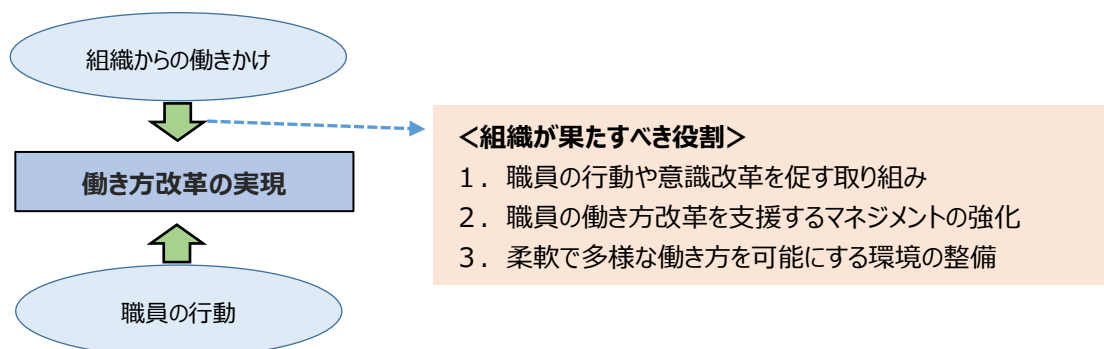 組織からの働きかけ
働き方改革の実現
職員の行動
＜組織が果たすべき役割＞
１．職員の行動や意識改革を促す取り組み
２．職員の働き方改革を支援するマネジメントの強化
３．柔軟で多様な働き方を可能にする環境の整備